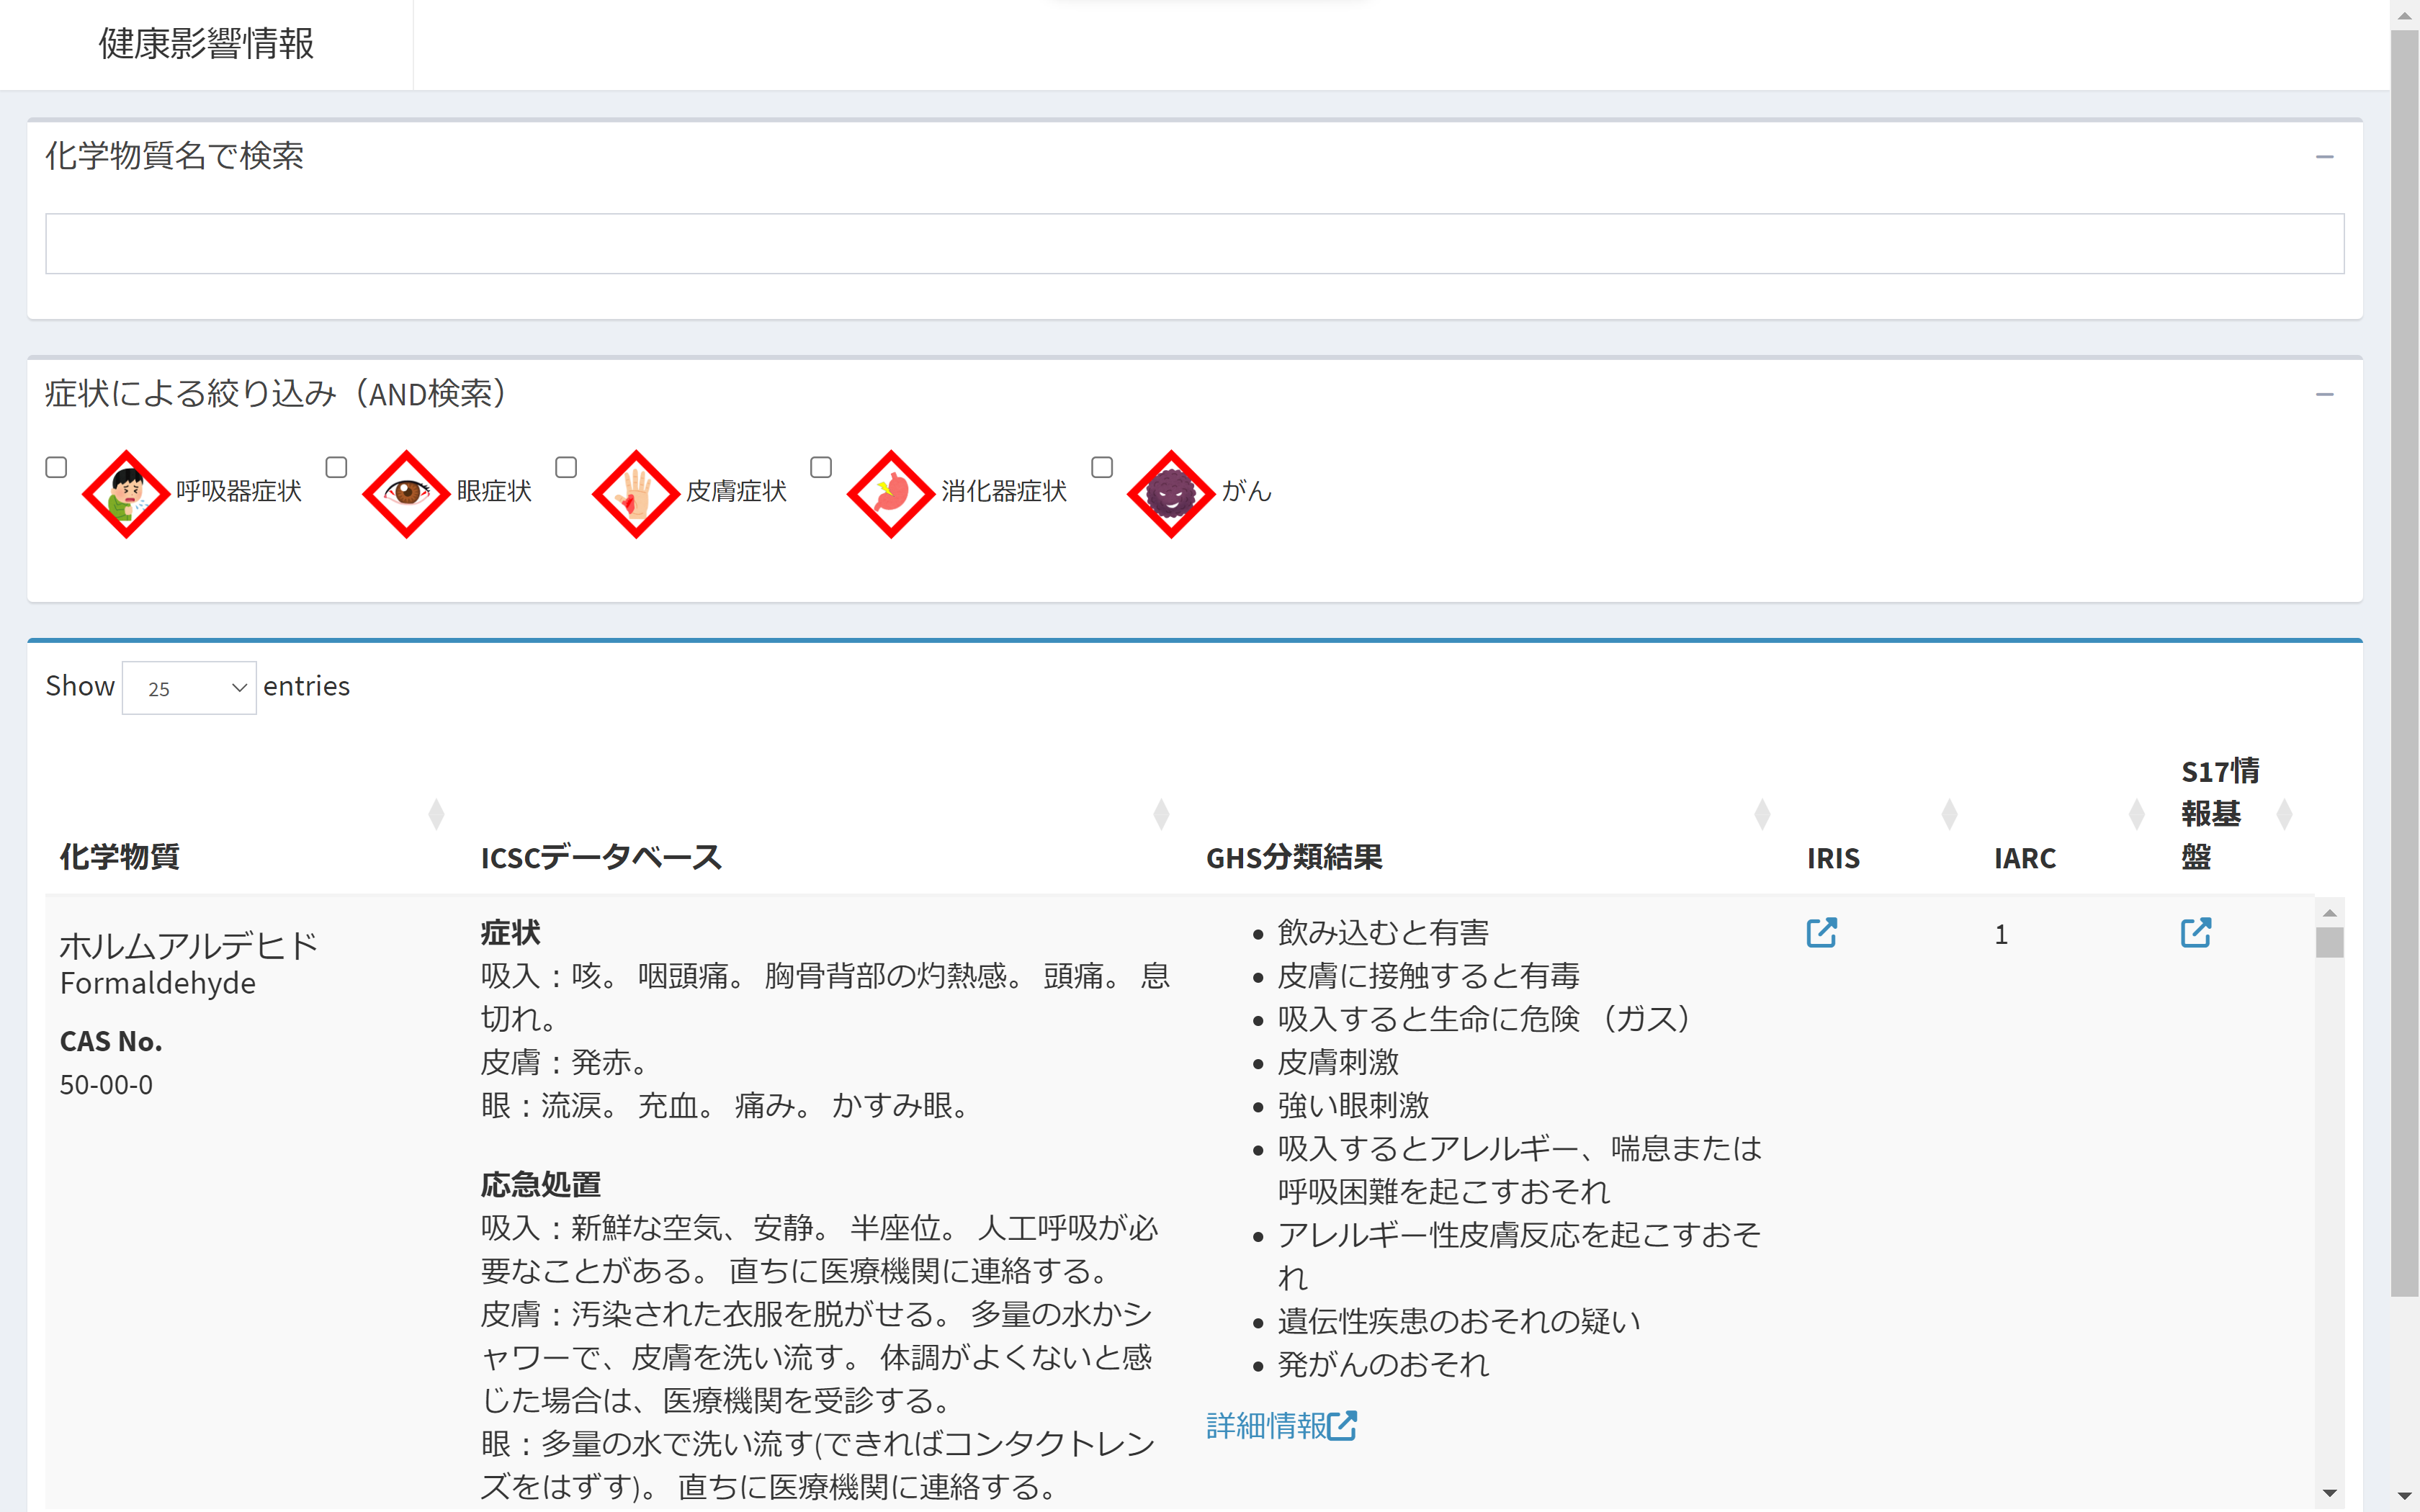 健康影響情報
化学物質名で検索
症状による絞り込み（AND検索）
呼吸器症状 眼症状 皮膚症状 消化器症状 がん
Show 25 entries
化学物質 ICSCデータベース GHS分類結果 IRIS IARC S17情報基盤
ホルムアルデヒド
Formaldehyde
CAS No.
50-00-0
症状
吸入：咳。 咽頭痛。 胸骨背部の灼熱感。 頭痛。 息
切れ。
皮膚：発赤。
眼：流涙。 充血。 痛み。 かすみ眼。
応急処置
吸入：新鮮な空気、安静。 半座位。 人工呼吸が必
要なことがある。 直ちに医療機関に連絡する。
皮膚：汚染された衣服を脱がせる。 多量の水かシ
ャワーで、皮膚を洗い流す。 体調がよくないと感
じた場合は、医療機関を受診する。
眼：多量の水で洗い流す(できればコンタクトレン
ズをはずす)。 直ちに医療機関に連絡する。
• 飲み込むと有害
• 皮膚に接触すると有毒
• 吸入すると生命に危険 （ガス）
• 皮膚刺激
• 強い眼刺激
• 吸入するとアレルギー、喘息または
呼吸困難を起こすおそれ
• アレルギー性皮膚反応を起こすおそ
れ
• 遺伝性疾患のおそれの疑い
• 発がんのおそれ
詳細情報
1